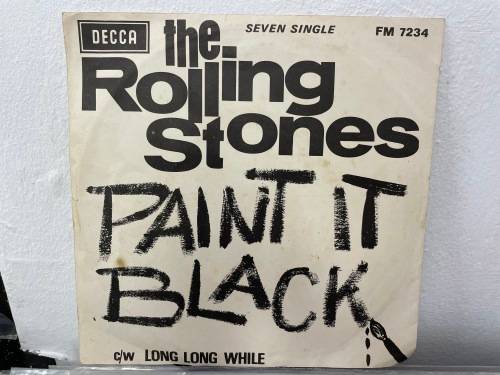 DECCA
SEVEN SINGLE
FM 7234
the
Rolling
Stones
PAINT IT
BLACK
c/w LONG LONG WHILE